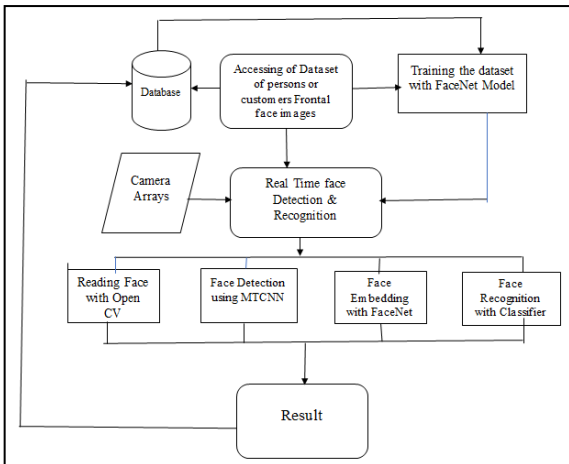 Database
Accessing of Dataset
of persons or
customers Frontal
face images
Training the dataset
with FaceNet Model
Camera
Arrays
Real Time face
Detection &
Recognition
Reading Face
with Open
CV
Face Detection
using MTCNN
Face
Embedding
with FaceNet
Face
Recognition
with Classifier
Result